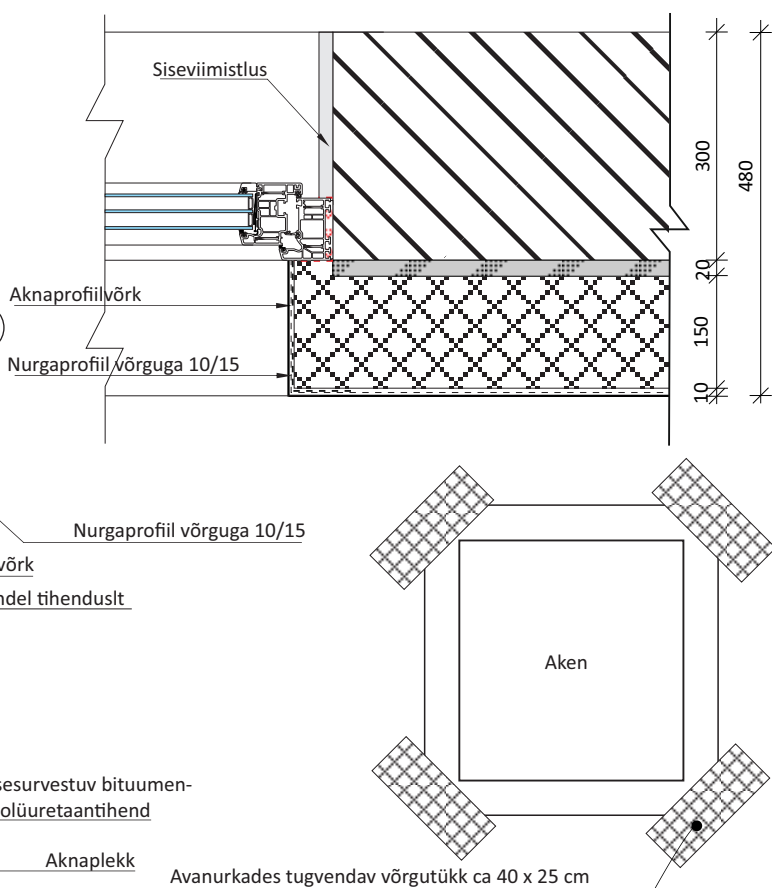 Siseviimistlus
300
480
20
Aknaprofiilvõrk
150
Nurgaprofiil võrguga 10/15
10
Nurgaprofiil võrguga 10/15
võrk
ndel tihenduslt
Aken
sesurvestuv bituumen-
olüuretaantihend
Aknaplekk
Avanurkades tugvendav võrgutükk ca 40 x 25 cm